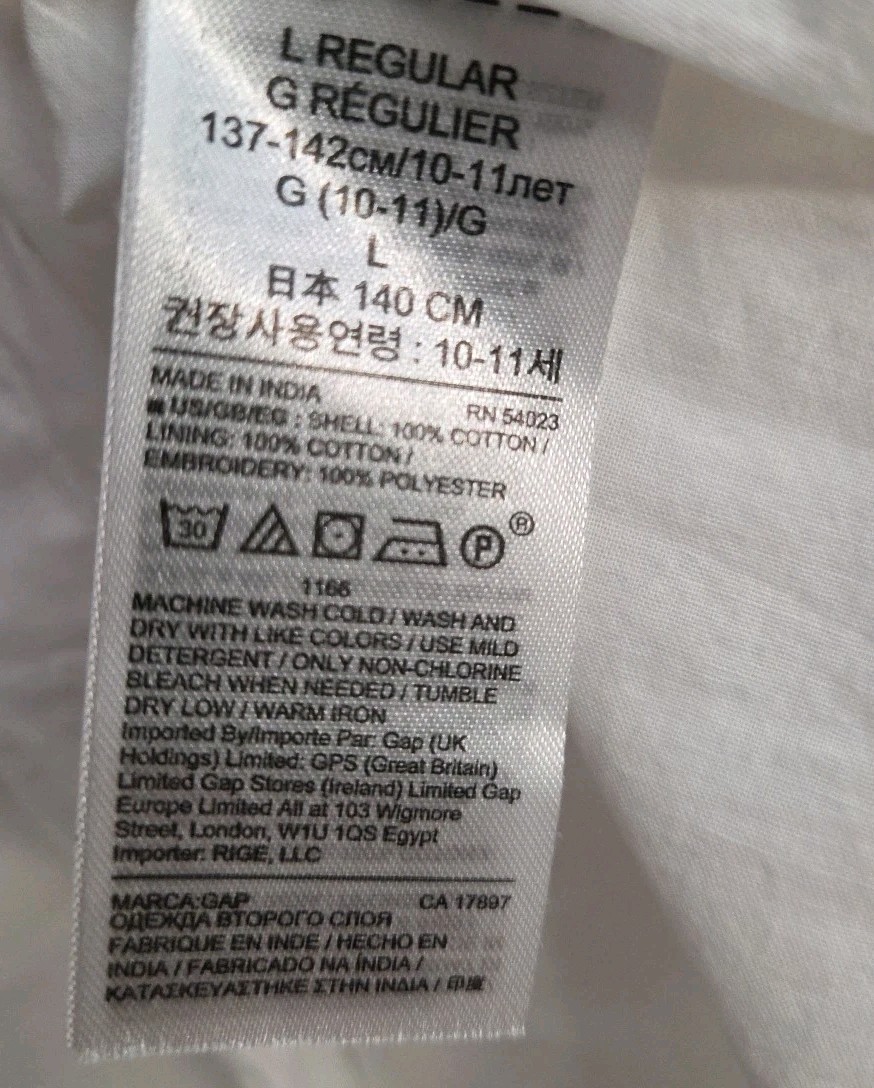 L REGULAR
G RÉGULIER
137-142см/10-11лет
G (10-11)/G
L
日本 140 CM
권장사용연령 : 10-11세
MADE IN INDIA
RN 54023
US/GB/EG : SHELL: 100% COTTON /
LINING: 100% COTTON /
EMBROIDERY: 100% POLYESTER
30
P ®
1166
MACHINE WASH COLD / WASH AND
DRY WITH LIKE COLORS / USE MILD
DETERGENT / ONLY NON-CHLORINE
BLEACH WHEN NEEDED / TUMBLE
DRY LOW / WARM IRON
Imported By/Importe Par: Gap (UK
Holdings) Limited: GPS (Great Britain)
Limited Gap Stores (Ireland) Limited Gap
Europe Limited All at 103 Wigmore
Street, London, W1U 1QS Egypt
Importer: RIGE, LLC
MARCA:GAP
CA 17897
ОДЕЖДА ВТОРОГО СЛОЯ
FABRIQUE EN INDE / HECHO EN
INDIA / FABRICADO NA ÍNDIA /
ΚΑΤΑΣΚΕΥΑΣΤΗΚΕ ΣΤΗΝ ΙΝΔΙΑ / 印度